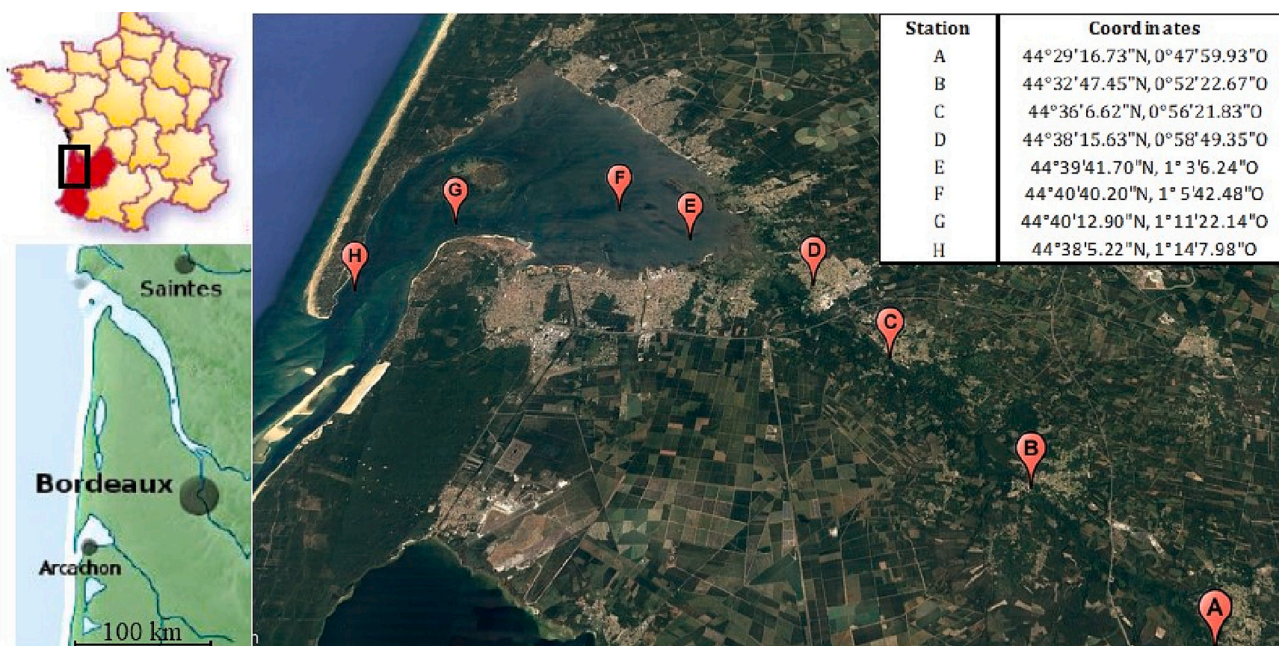 Station Coordinates
A 44°29'16.73"N, 0°47'59.93"O
B 44°32'47.45"N, 0°52'22.67"O
C 44°36'6.62"N, 0°56'21.83"O
D 44°38'15.63"N, 0°58'49.35"O
E 44°39'41.70"N, 1° 3'6.24"O
F 44°40'40.20"N, 1° 5'42.48"O
G 44°40'12.90"N, 1°11'22.14"O
H 44°38'5.22"N, 1°14'7.98"O
F
G
E
H
D
C
B
A
Saintes
Bordeaux
Arcachon
100 km